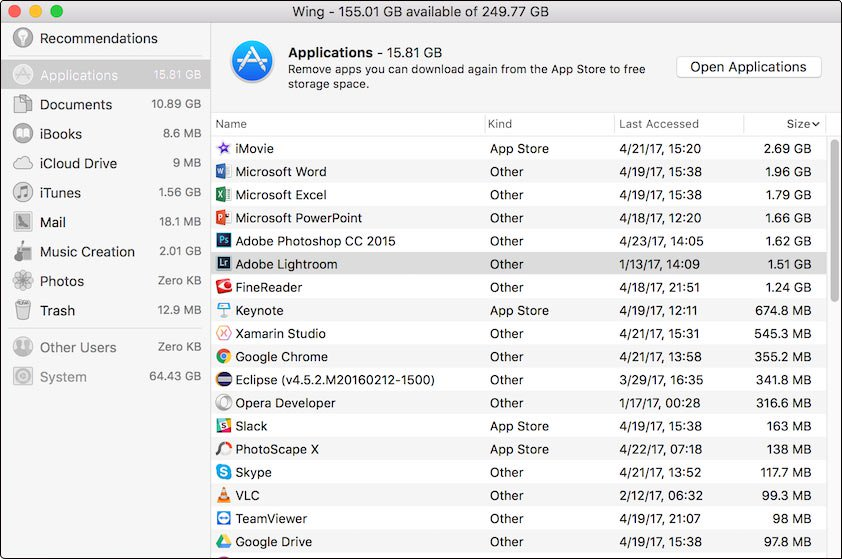 Wing - 155.01 GB available of 249.77 GB
Recommendations
Applications 15.81 GB
Documents 10.89 GB
iBooks 8.6 MB
iCloud Drive 9 MB
iTunes 1.56 GB
Mail 18.1 MB
Music Creation 2.01 GB
Photos Zero KB
Trash 12.9 MB
Other Users Zero KB
System 64.43 GB
Applications - 15.81 GB
Remove apps you can download again from the App Store to free
storage space.
Open Applications
Name Kind Last Accessed Size
iMovie App Store 4/21/17, 15:20 2.69 GB
Microsoft Word Other 4/19/17, 15:38 1.96 GB
Microsoft Excel Other 4/19/17, 15:38 1.79 GB
Microsoft PowerPoint Other 4/18/17, 12:20 1.66 GB
Ps Adobe Photoshop CC 2015 Other 4/23/17, 14:05 1.62 GB
Lr Adobe Lightroom Other 1/13/17, 14:09 1.51 GB
FineReader Other 4/18/17, 21:51 1.24 GB
Keynote App Store 4/19/17, 12:11 674.8 MB
Xamarin Studio Other 4/21/17, 15:31 545.3 MB
Google Chrome Other 4/21/17, 13:58 355.2 MB
Eclipse (v4.5.2.M20160212-1500) Other 3/29/17, 16:35 341.8 MB
Opera Developer Other 1/17/17, 00:28 316.6 MB
Slack App Store 4/19/17, 15:38 163 MB
PhotoScape X App Store 4/22/17, 07:18 138 MB
Skype Other 4/21/17, 13:52 117.7 MB
VLC Other 2/12/17, 06:32 99.3 MB
TeamViewer Other 4/19/17, 21:07 98 MB
Google Drive Other 4/19/17, 15:38 97.8 MB